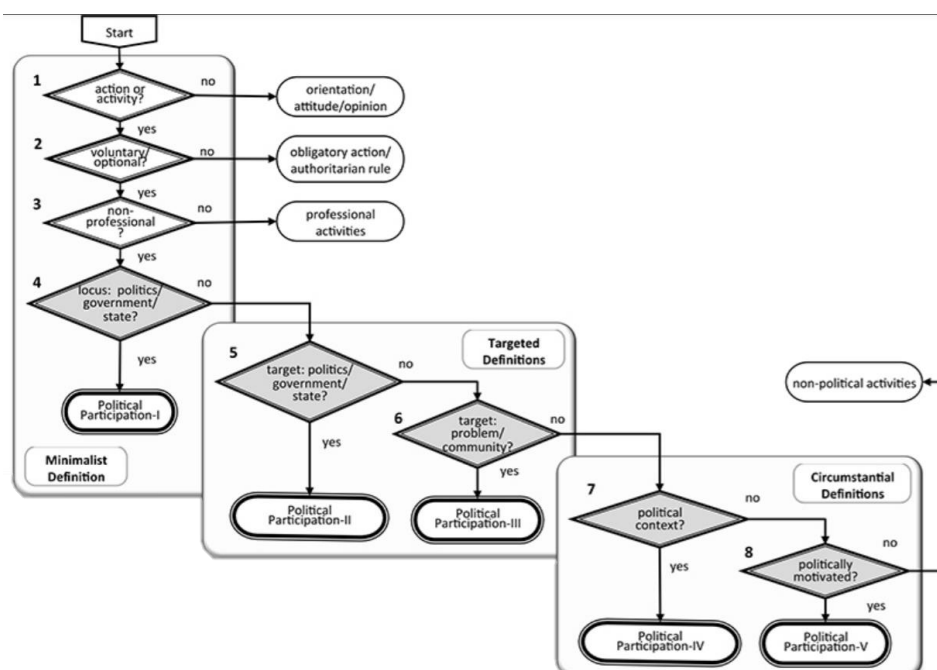 Start
1
action or
activity?
no
orientation/
attitude/opinion
yes
2
voluntary/
optional?
no
obligatory action/
authoritarian rule
yes
3
non-
professional
?
no
professional
activities
yes
4
locus: politics/
government/
state?
no
yes
Political
Participation-I
Minimalist
Definition
Targeted
Definitions
5
target: politics/
government/
state?
no
yes
Political
Participation-II
6
target:
problem/
community?
no
yes
Political
Participation-III
non-political activities
Circumstantial
Definitions
7
political
context?
no
yes
Political
Participation-IV
8
politically
motivated?
no
yes
Political
Participation-V